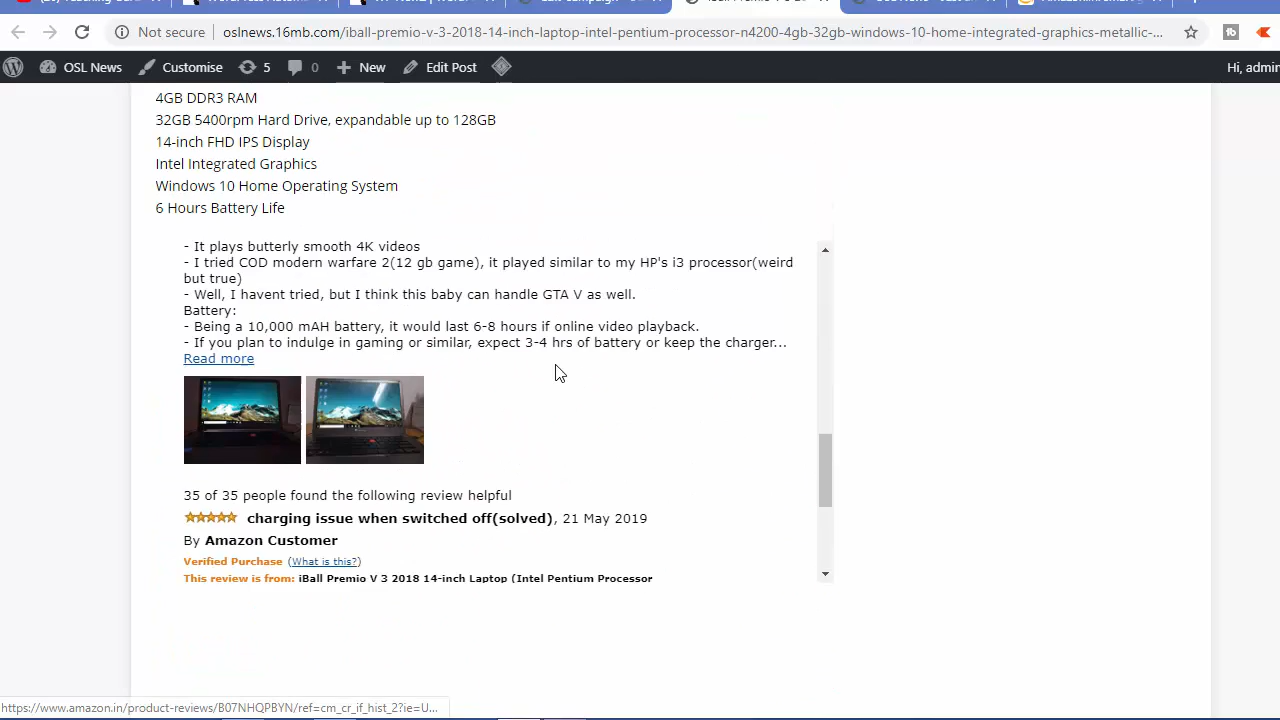 Not secure
oslnews.16mb.com/iball-premio-v-3-2018-14-inch-laptop-intel-pentium-processor-n4200-4gb-32gb-windows-10-home-integrated-graphics-metallic-...
OSL News
Customise
5
0
New
Edit Post
Hi, admin
4GB DDR3 RAM
32GB 5400rpm Hard Drive, expandable up to 128GB
14-inch FHD IPS Display
Intel Integrated Graphics
Windows 10 Home Operating System
6 Hours Battery Life
- It plays butterly smooth 4K videos
- I tried COD modern warfare 2(12 gb game), it played similar to my HP's i3 processor(weird
but true)
- Well, I havent tried, but I think this baby can handle GTA V as well.
Battery:
- Being a 10,000 mAH battery, it would last 6-8 hours if online video playback.
- If you plan to indulge in gaming or similar, expect 3-4 hrs of battery or keep the charger...
Read more
35 of 35 people found the following review helpful
charging issue when switched off(solved), 21 May 2019
By Amazon Customer
Verified Purchase (What is this?)
This review is from: iBall Premio V 3 2018 14-inch Laptop (Intel Pentium Processor
https://www.amazon.in/product-reviews/B07NHQPBYN/ref=cm_cr_if_hist_2?ie=U...